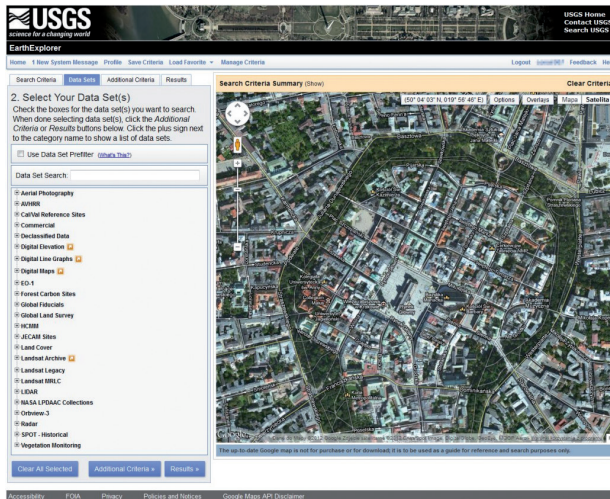 USGS
science for a changing world
USGS Home
Contact USGS
Search USGS
EarthExplorer
Home
1 New System Message
Profile
Save Criteria
Load Favorite
Manage Criteria
Logout
Feedback
He
Search Criteria
Data Sets
Additional Criteria
Results
2. Select Your Data Set(s)
Check the boxes for the data set(s) you want to search.
When done selecting data set(s), click the Additional
Criteria or Results buttons below. Click the plus sign next
to the category name to show a list of data sets.
Use Data Set Prefilter (What's This?)
Data Set Search:
Aerial Photography
AVHRR
Cal/Val Reference Sites
Commercial
Declassified Data
Digital Elevation
Digital Line Graphs
Digital Maps
EO-1
Forest Carbon Sites
Global Fiducials
Global Land Survey
HCMM
JECAM Sites
Land Cover
Landsat Archive
Landsat Legacy
Landsat MRLC
LIDAR
NASA LPDAAC Collections
Orbview-3
Radar
SPOT - Historical
Vegetation Monitoring
Clear All Selected
Additional Criteria »
Results »
Search Criteria Summary (Show)
Clear Criteria
(50° 04' 03" N, 019° 56' 46" E)
Options
Overlays
Mapa
Satelita
The up-to-date Google map is not for purchase or for download; it is to be used as a guide for reference and search purposes only.
Accessibility
FOIA
Privacy
Policies and Notices
Google Maps API Disclaimer